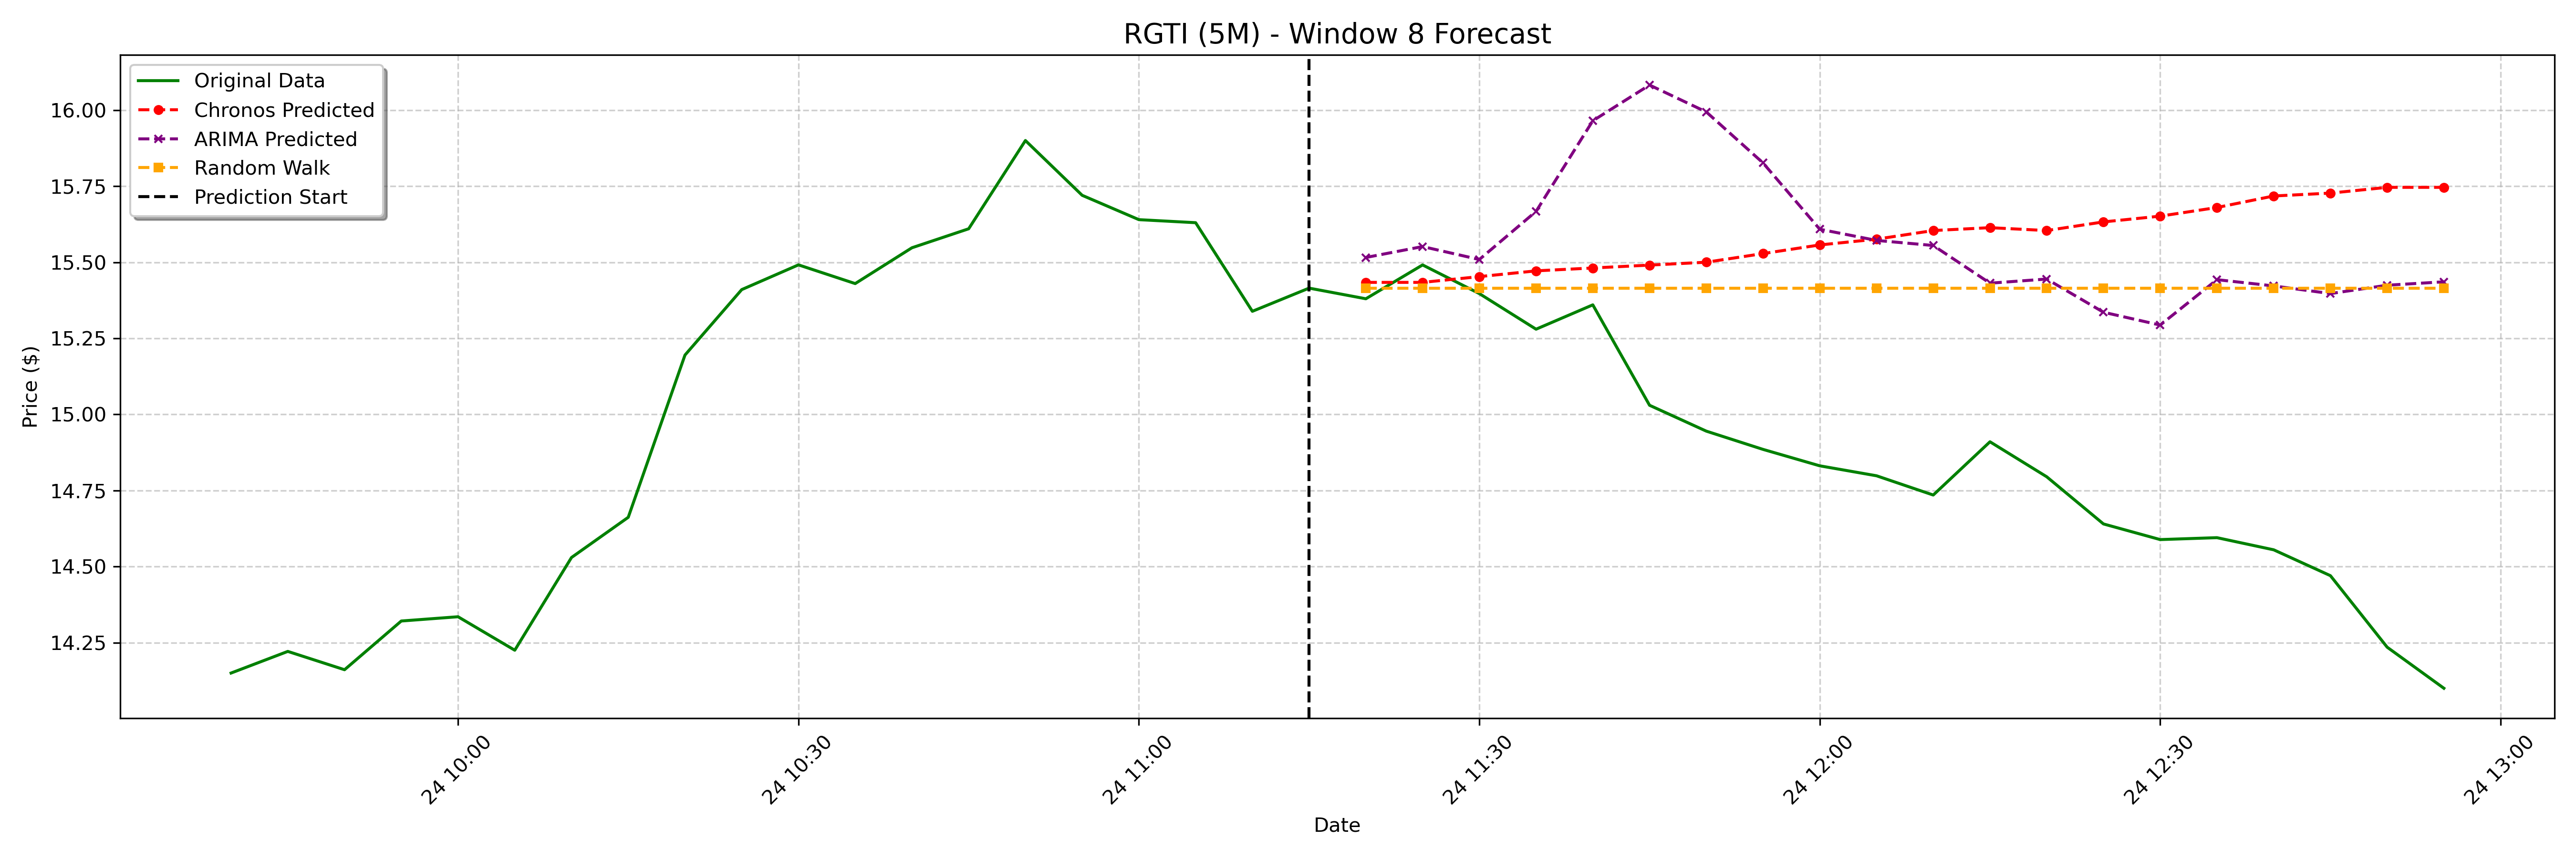 RGTI (5M) - Window 8 Forecast
Original Data
Chronos Predicted
ARIMA Predicted
Random Walk
Prediction Start
Price ($)
16.00
15.75
15.50
15.25
15.00
14.75
14.50
14.25
24 10:00
24 10:30
24 11:00
24 11:30
24 12:00
24 12:30
24 13:00
Date